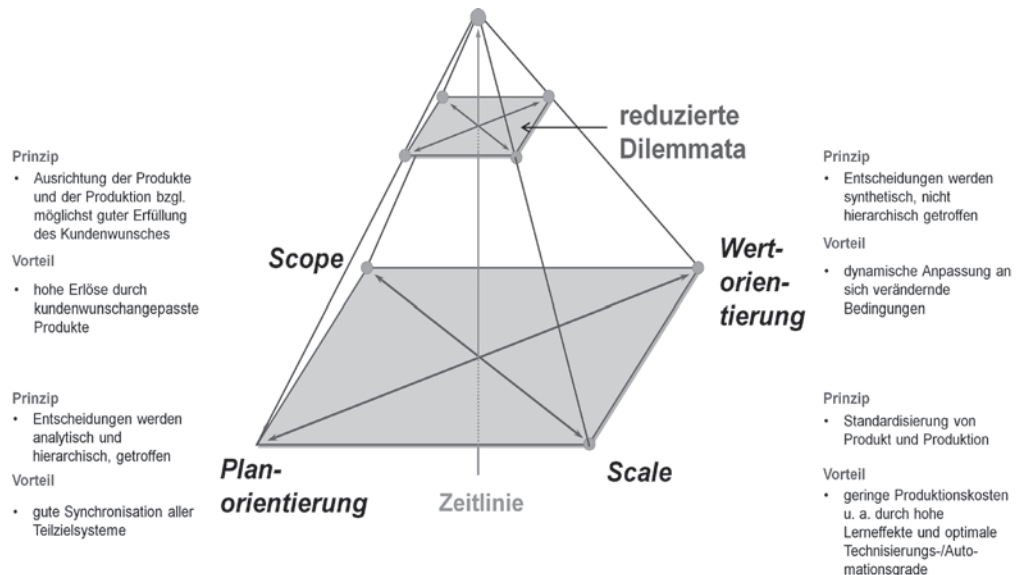 reduzierte
Dilemmata
Prinzip
• Ausrichtung der Produkte
und der Produktion bzgl.
möglichst guter Erfüllung
des Kundenwunsches
Vorteil
• hohe Erlöse durch
kundenwunschangepasste
Produkte
Prinzip
• Entscheidungen werden
synthetisch, nicht
hierarchisch getroffen
Vorteil
• dynamische Anpassung an
sich verändernde
Bedingungen
Scope
Wert-
orien-
tierung
Prinzip
• Entscheidungen werden
analytisch und
hierarchisch, getroffen
Vorteil
• gute Synchronisation aller
Teilzielsysteme
Plan-
orientierung
Zeitlinie
Scale
Prinzip
• Standardisierung von
Produkt und Produktion
Vorteil
• geringe Produktionskosten
u. a. durch hohe
Lerneffekte und optimale
Technisierungs-/Auto-
mationsgrade